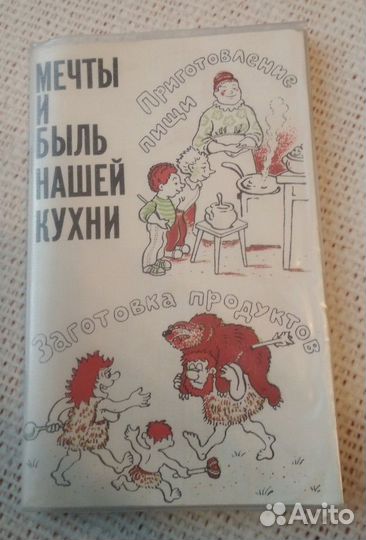 МЕЧТЫ
И
БЫЛЬ
НАШЕЙ
КУХНИ
Приготовление
пищи
Заготовка продуктов
Avito